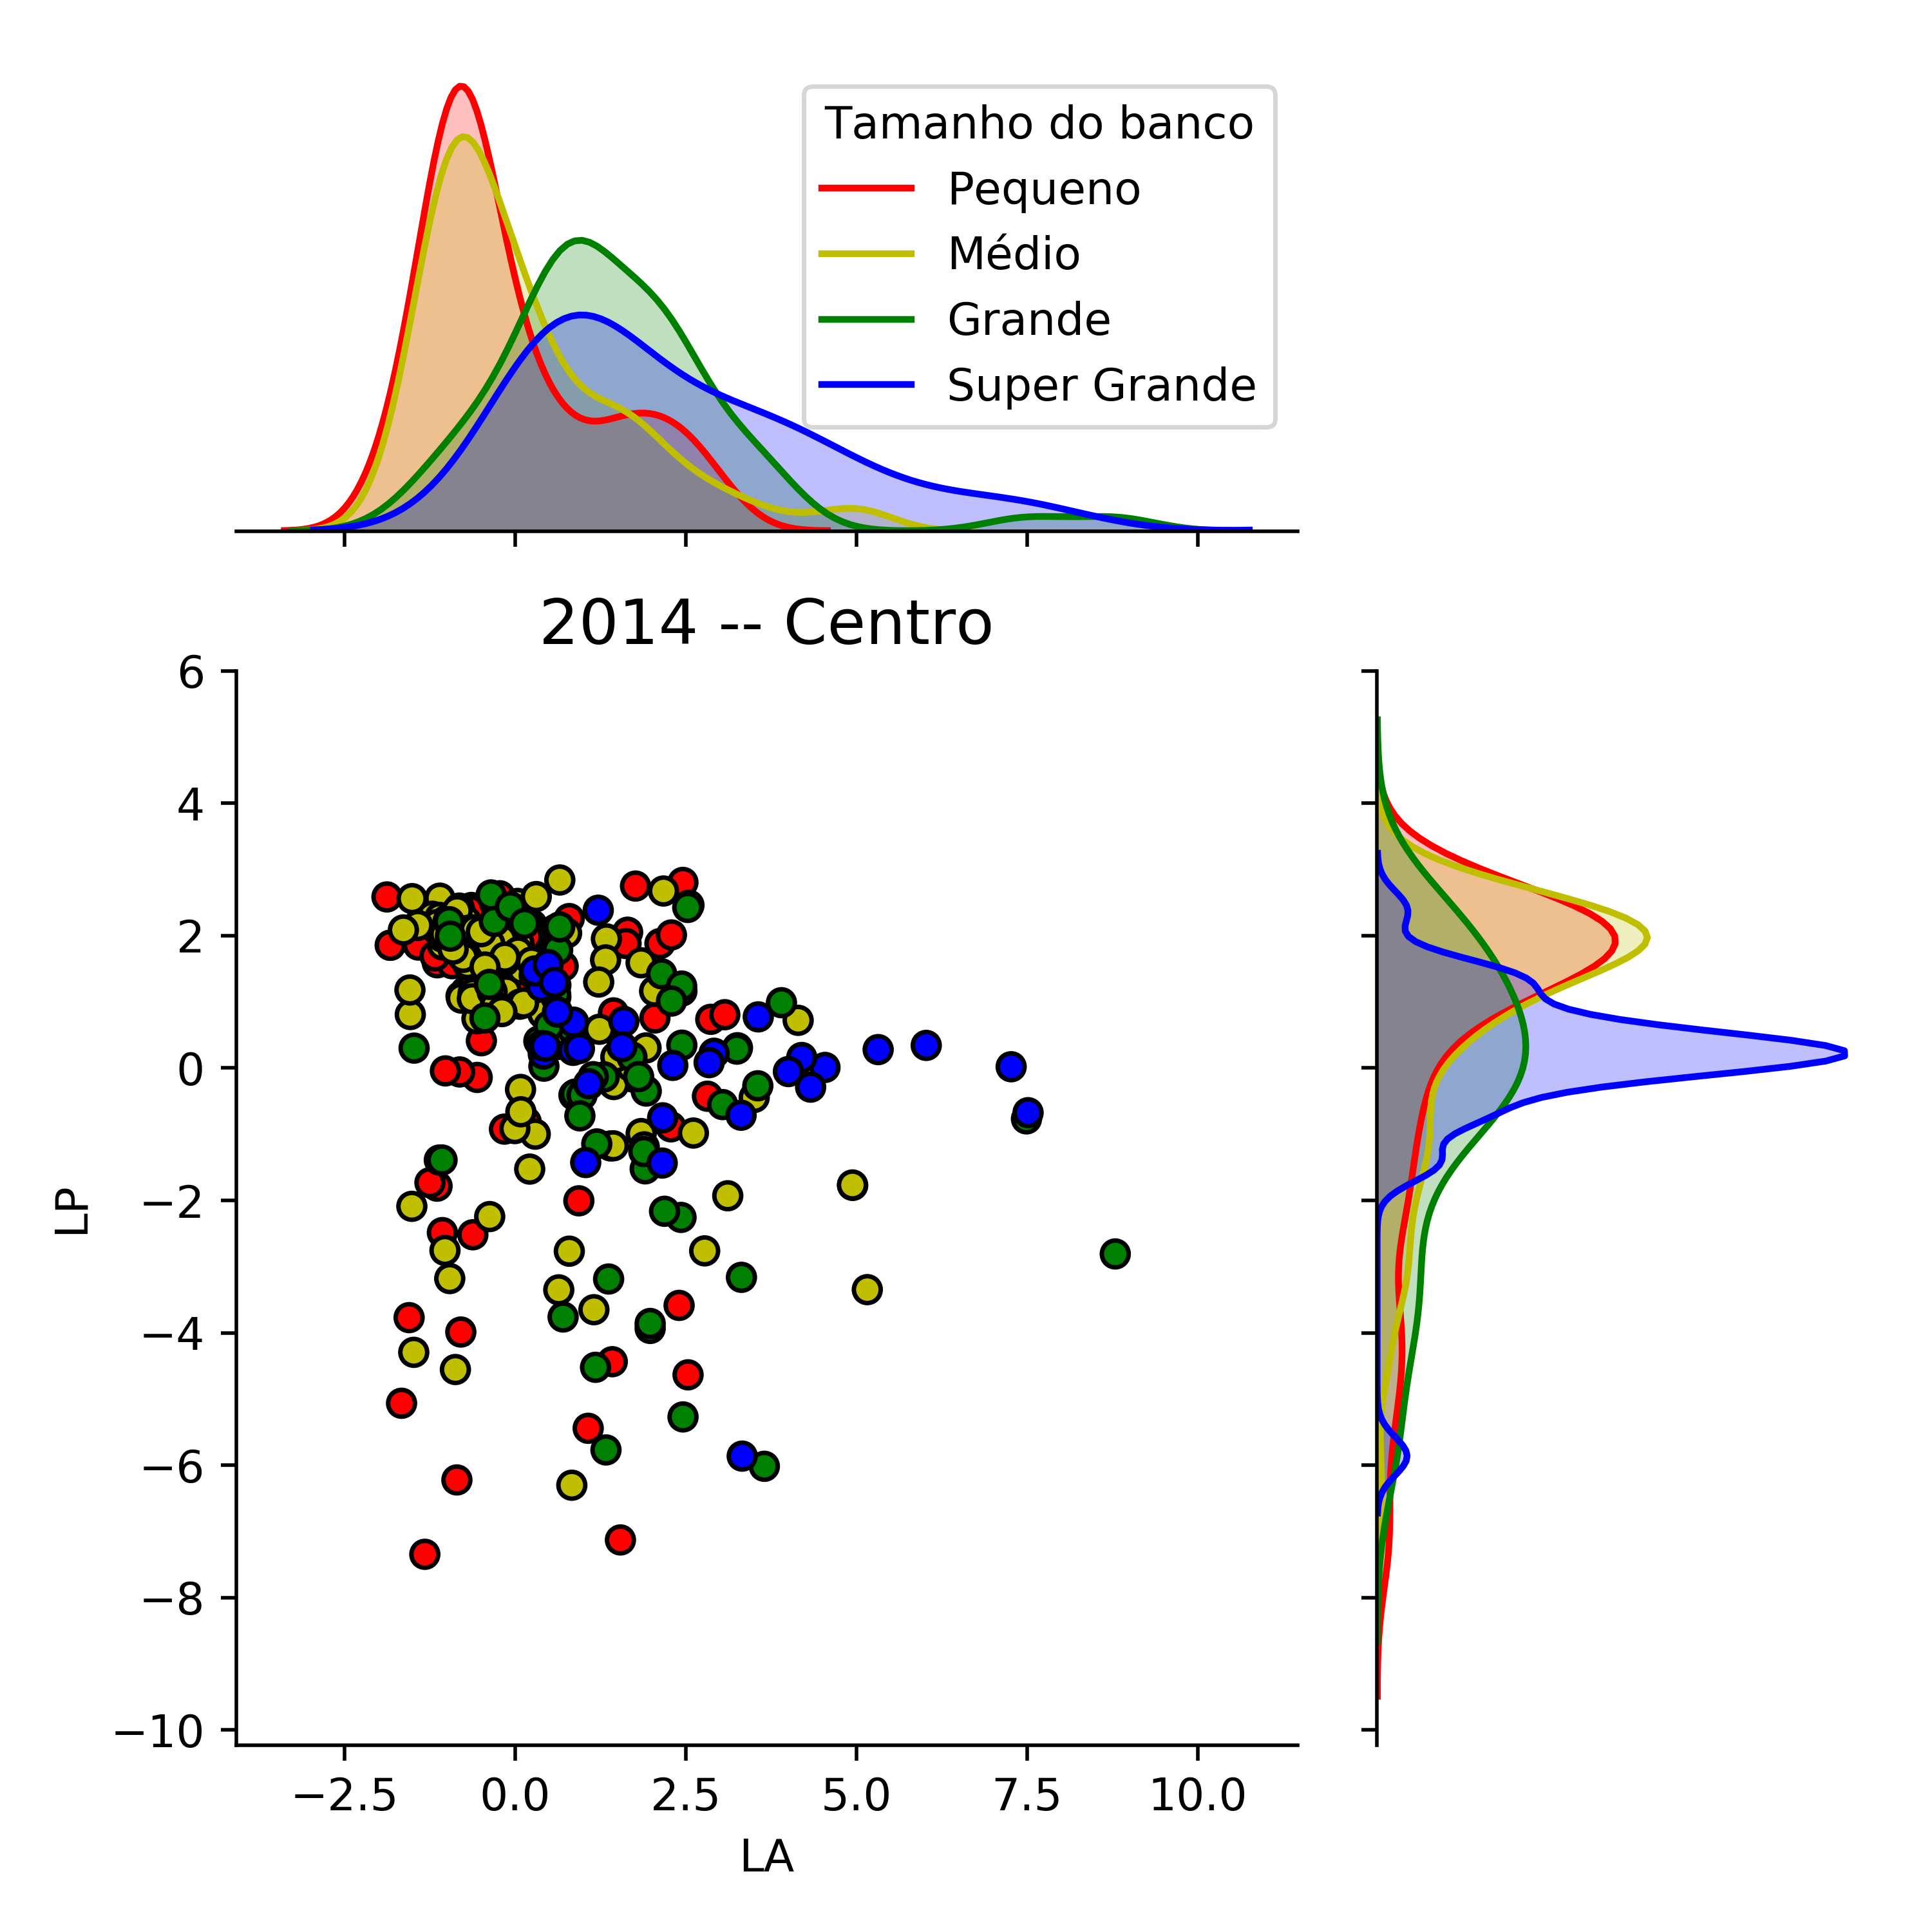 Tamanho do banco
Pequeno
Médio
Grande
Super Grande
2014 -- Centro
6
4
2
0
−2
−4
−6
−8
−10
LP
−2.5 0.0 2.5 5.0 7.5 10.0
LA